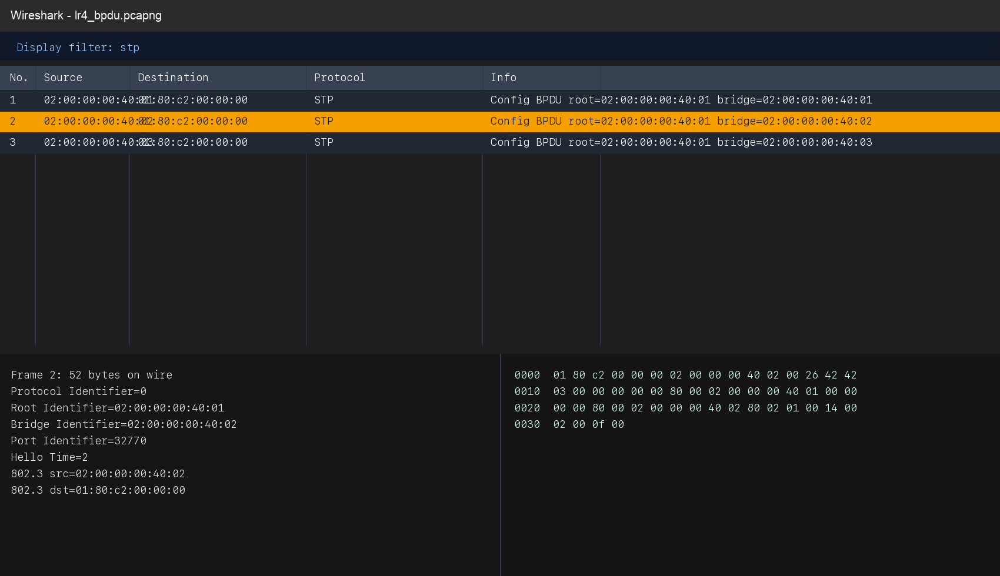 Wireshark - lr4_bpdu.pcapng
Display filter: stp
No. Source Destination Protocol Info
1 02:00:00:00:40:01 01:80:c2:00:00:00 STP Config BPDU root=02:00:00:00:40:01 bridge=02:00:00:00:40:01
2 02:00:00:00:40:02 01:80:c2:00:00:00 STP Config BPDU root=02:00:00:00:40:01 bridge=02:00:00:00:40:02
3 02:00:00:00:40:03 01:80:c2:00:00:00 STP Config BPDU root=02:00:00:00:40:01 bridge=02:00:00:00:40:03
Frame 2: 52 bytes on wire
Protocol Identifier=0
Root Identifier=02:00:00:00:40:01
Bridge Identifier=02:00:00:00:40:02
Port Identifier=32770
Hello Time=2
802.3 src=02:00:00:00:40:02
802.3 dst=01:80:c2:00:00:00
0000 01 80 c2 00 00 00 02 00 00 00 40 02 00 26 42 42
0010 03 00 00 00 00 00 80 00 02 00 00 00 40 01 00 00
0020 00 00 80 00 02 00 00 00 40 02 80 02 01 00 14 00
0030 02 00 0f 00